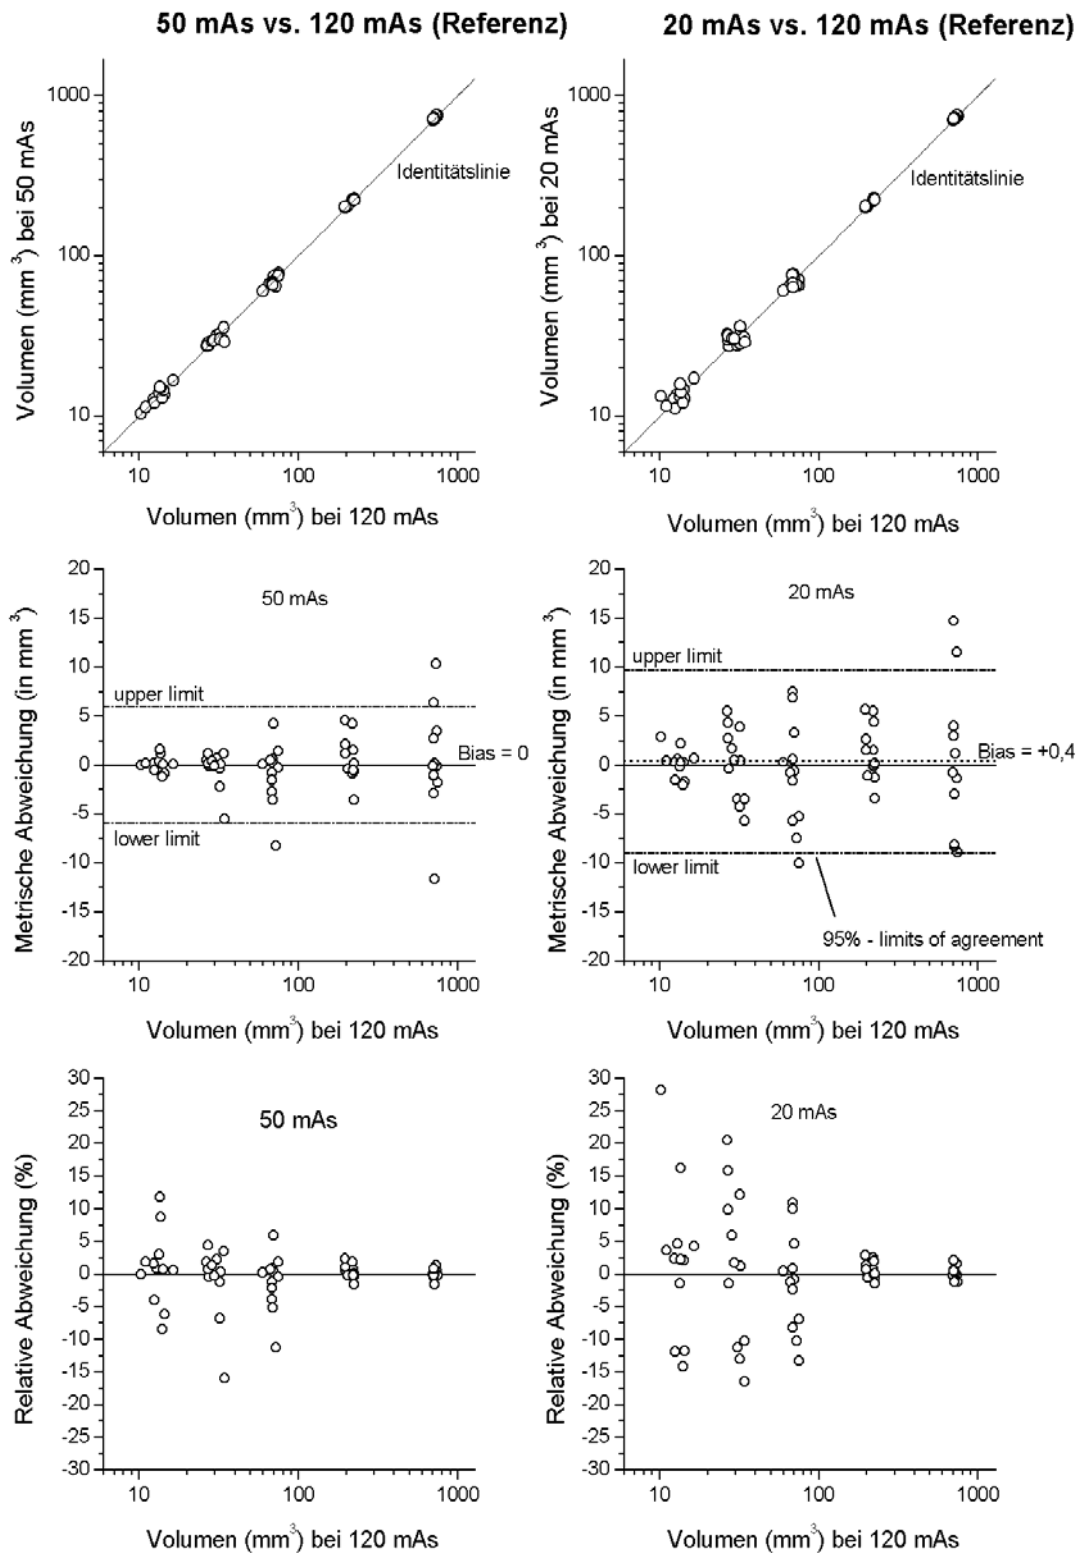 50 mAs vs. 120 mAs (Referenz)
20 mAs vs. 120 mAs (Referenz)
Volumen (mm³) bei 50 mAs
1000
100
10
Identitätslinie
10 100 1000
Volumen (mm³) bei 120 mAs
Volumen (mm³) bei 20 mAs
1000
100
10
Identitätslinie
10 100 1000
Volumen (mm³) bei 120 mAs
Metrische Abweichung (in mm³)
20
15
10
5
0
-5
-10
-15
-20
50 mAs
upper limit
Bias = 0
lower limit
10 100 1000
Volumen (mm³) bei 120 mAs
Metrische Abweichung (in mm³)
20
15
10
5
0
-5
-10
-15
-20
20 mAs
upper limit
Bias = +0,4
lower limit
95% - limits of agreement
10 100 1000
Volumen (mm³) bei 120 mAs
Relative Abweichung (%)
30
25
20
15
10
5
0
-5
-10
-15
-20
-25
-30
50 mAs
10 100 1000
Volumen (mm³) bei 120 mAs
Relative Abweichung (%)
30
25
20
15
10
5
0
-5
-10
-15
-20
-25
-30
20 mAs
10 100 1000
Volumen (mm³) bei 120 mAs